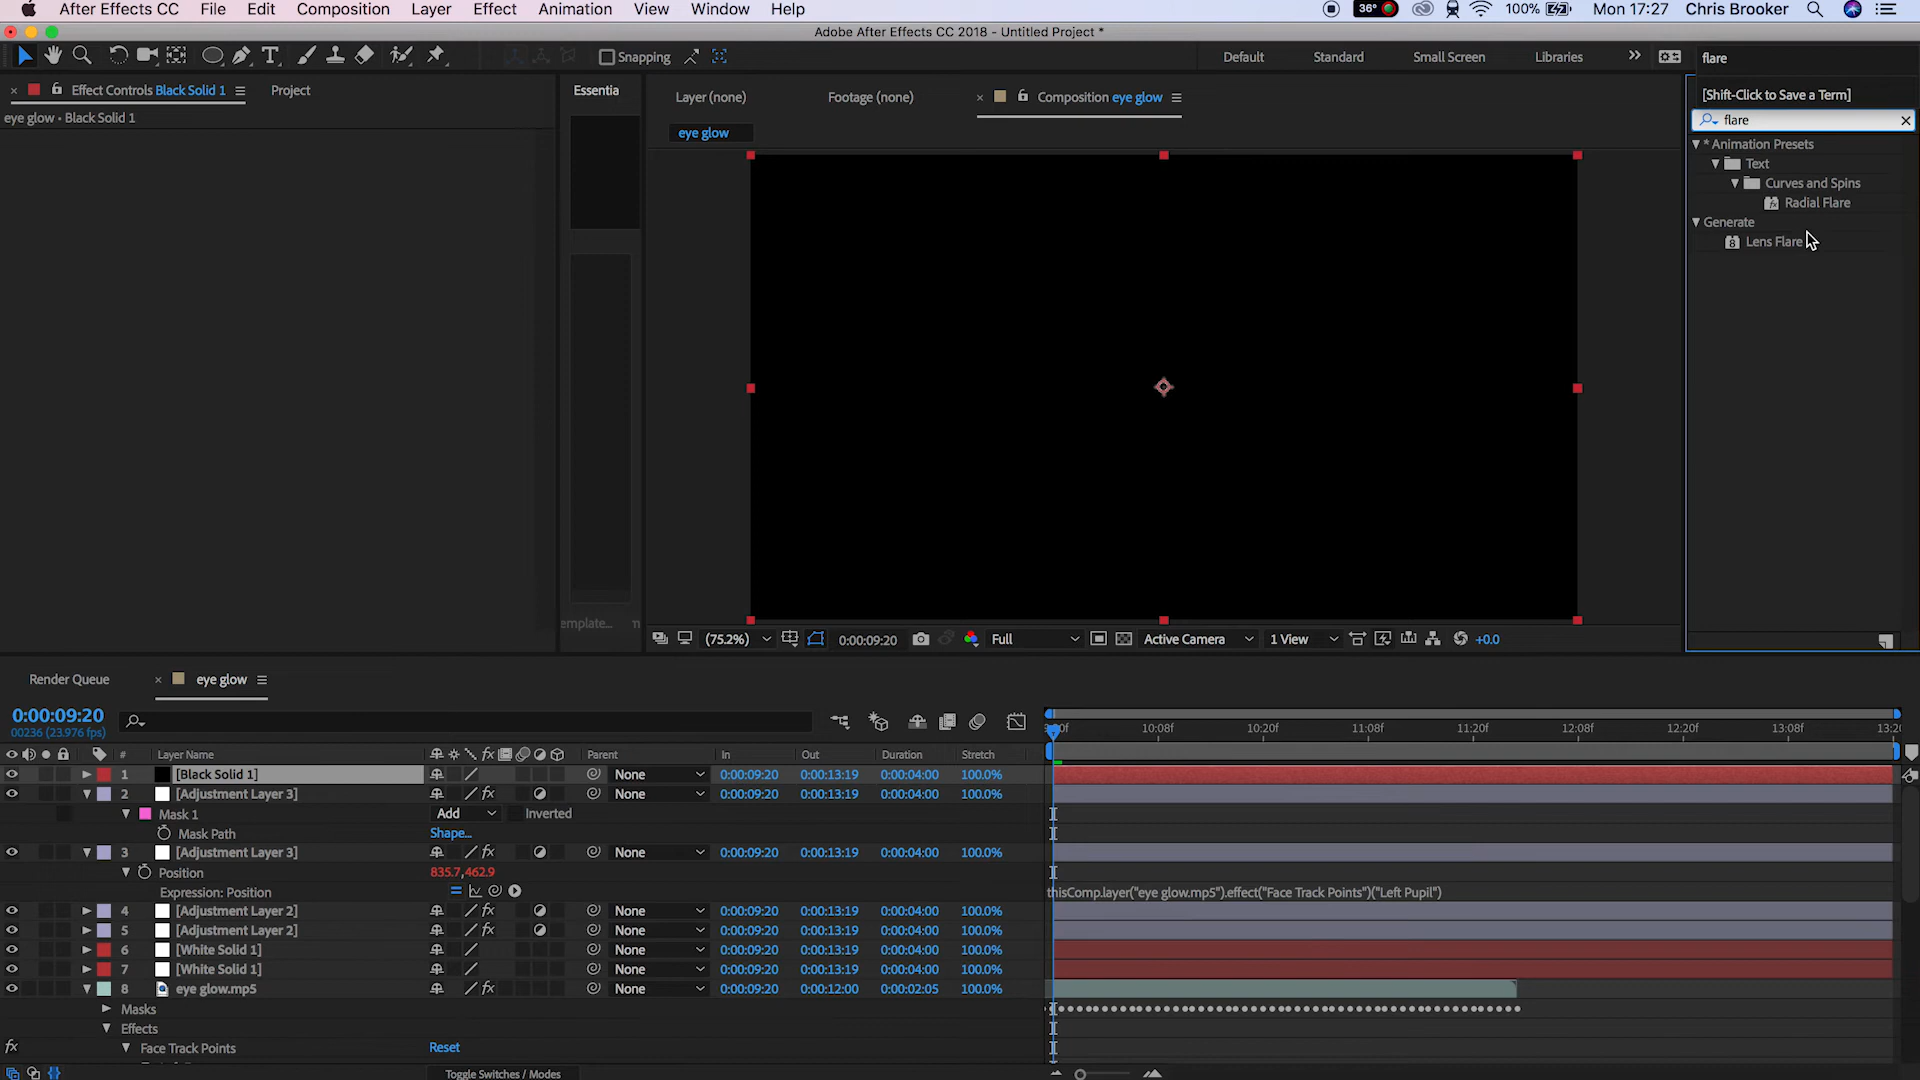 After Effects CC File Edit Composition Layer Effect Animation View Window Help 36° 100% Mon 17:27 Chris Brooker
Adobe After Effects CC 2018 - Untitled Project *
Snapping Default Standard Small Screen Libraries flare
Effect Controls Black Solid 1 Project Essentia Layer (none) Footage (none) Composition eye glow [Shift-Click to Save a Term]
eye glow • Black Solid 1 eye glow flare
* Animation Presets
Text
Curves and Spins
Radial Flare
Generate
Lens Flare
emplate...
(75.2%) 0:00:09:20 Full Active Camera 1 View +0.0
Render Queue eye glow
0:00:09:20
00236 (23.976 fps)
:00f 10:08f 10:20f 11:08f 11:20f 12:08f 12:20f 13:08f 13:20
# Layer Name Parent In Out Duration Stretch
1 [Black Solid 1] None 0:00:09:20 0:00:13:19 0:00:04:00 100.0%
2 [Adjustment Layer 3] None 0:00:09:20 0:00:13:19 0:00:04:00 100.0%
Mask 1 Add Inverted
Mask Path Shape...
3 [Adjustment Layer 3] None 0:00:09:20 0:00:13:19 0:00:04:00 100.0%
Position 835.7,462.9
Expression: Position thisComp.layer("eye glow.mp5").effect("Face Track Points")("Left Pupil")
4 [Adjustment Layer 2] None 0:00:09:20 0:00:13:19 0:00:04:00 100.0%
5 [Adjustment Layer 2] None 0:00:09:20 0:00:13:19 0:00:04:00 100.0%
6 [White Solid 1] None 0:00:09:20 0:00:13:19 0:00:04:00 100.0%
7 [White Solid 1] None 0:00:09:20 0:00:13:19 0:00:04:00 100.0%
8 eye glow.mp5 None 0:00:09:20 0:00:12:00 0:00:02:05 100.0%
Masks
Effects
fx Face Track Points Reset
Toggle Switches / Modes